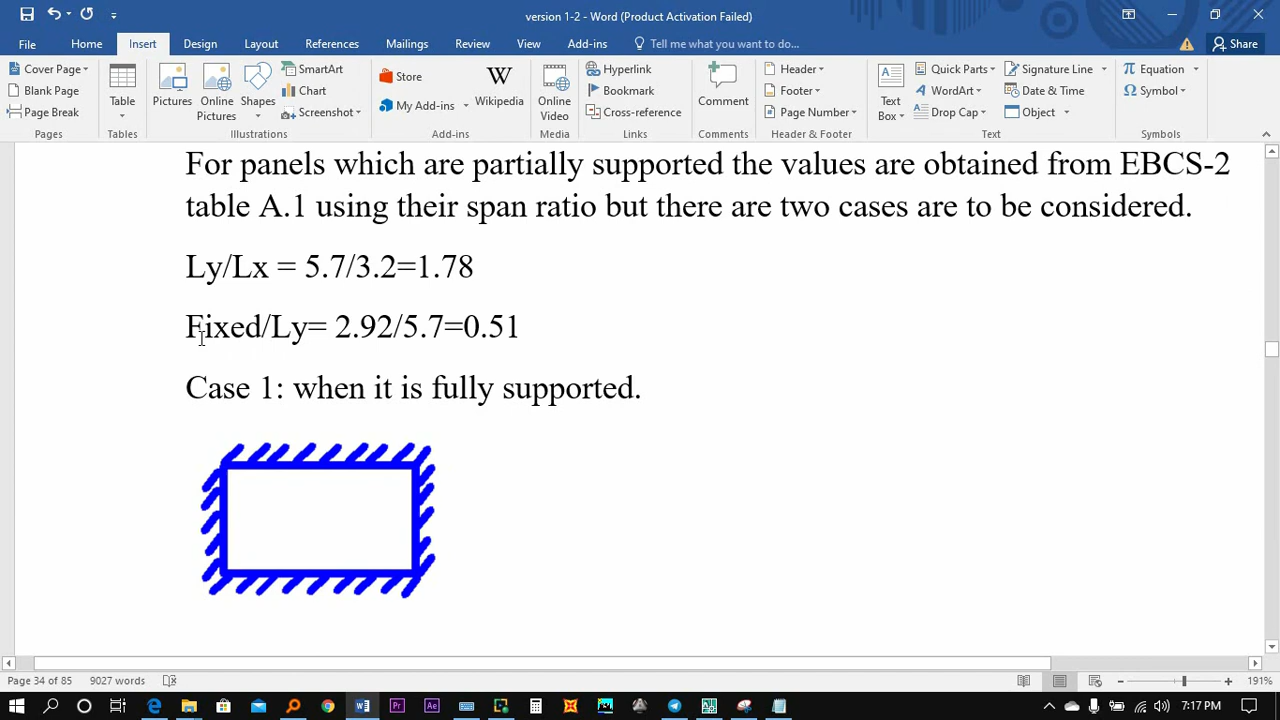 version 1-2 - Word (Product Activation Failed)
File Home Insert Design Layout References Mailings Review View Add-ins Tell me what you want to do... Share
Cover Page
Blank Page
Page Break
Pages
Table
Tables
Pictures
Online Pictures
Shapes
SmartArt
Chart
Screenshot
Illustrations
Store
My Add-ins
Wikipedia
Add-ins
Online Video
Media
Hyperlink
Bookmark
Cross-reference
Links
Comment
Comments
Header
Footer
Page Number
Header & Footer
Text Box
Quick Parts
WordArt
Drop Cap
Signature Line
Date & Time
Object
Text
Equation
Symbol
Symbols
For panels which are partially supported the values are obtained from EBCS-2
table A.1 using their span ratio but there are two cases are to be considered.
Ly/Lx = 5.7/3.2=1.78
Fixed/Ly= 2.92/5.7=0.51
Case 1: when it is fully supported.
Page 34 of 85 9027 words 191%
7:17 PM